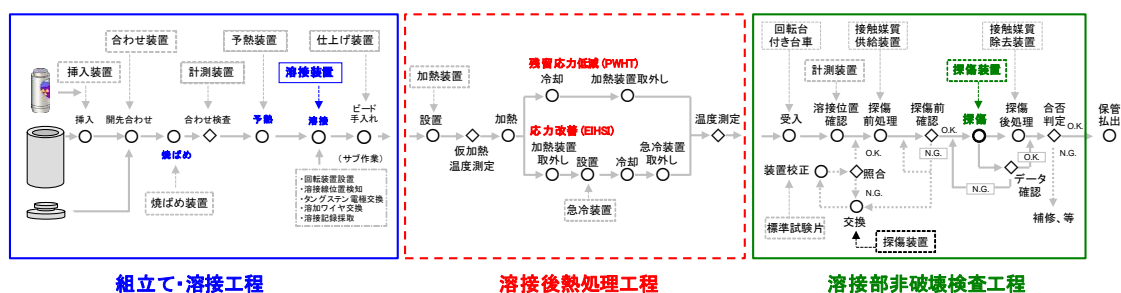 合わせ装置
予熱装置
仕上げ装置
挿入装置
計測装置
溶接装置
挿入
開先合わせ
合わせ検査
予熱
溶接
ビード
手入れ
焼ばめ
(サブ作業)
・回転装置設置
・溶接線位置検知
・タングステン電極交換
・溶加ワイヤ交換
・溶接記録採取
焼ばめ装置
組立て・溶接工程
加熱装置
設置
仮加熱
温度測定
加熱
残留応力低減(PWHT)
冷却
加熱装置取外し
応力改善(EIHSI)
加熱装置
取外し
設置
冷却
急冷装置
取外し
急冷装置
温度測定
溶接後熱処理工程
回転台
付き台車
接触媒質
供給装置
接触媒質
除去装置
計測装置
探傷装置
受入
溶接位置
確認
探傷
前処理
探傷前
確認
O.K.
探傷
探傷
後処理
合否
判定
O.K.
保管
払出
O.K.
N.G.
O.K.
N.G.
装置校正
照合
N.G.
N.G.
データ
確認
交換
補修、等
標準試験片
探傷装置
溶接部非破壊検査工程